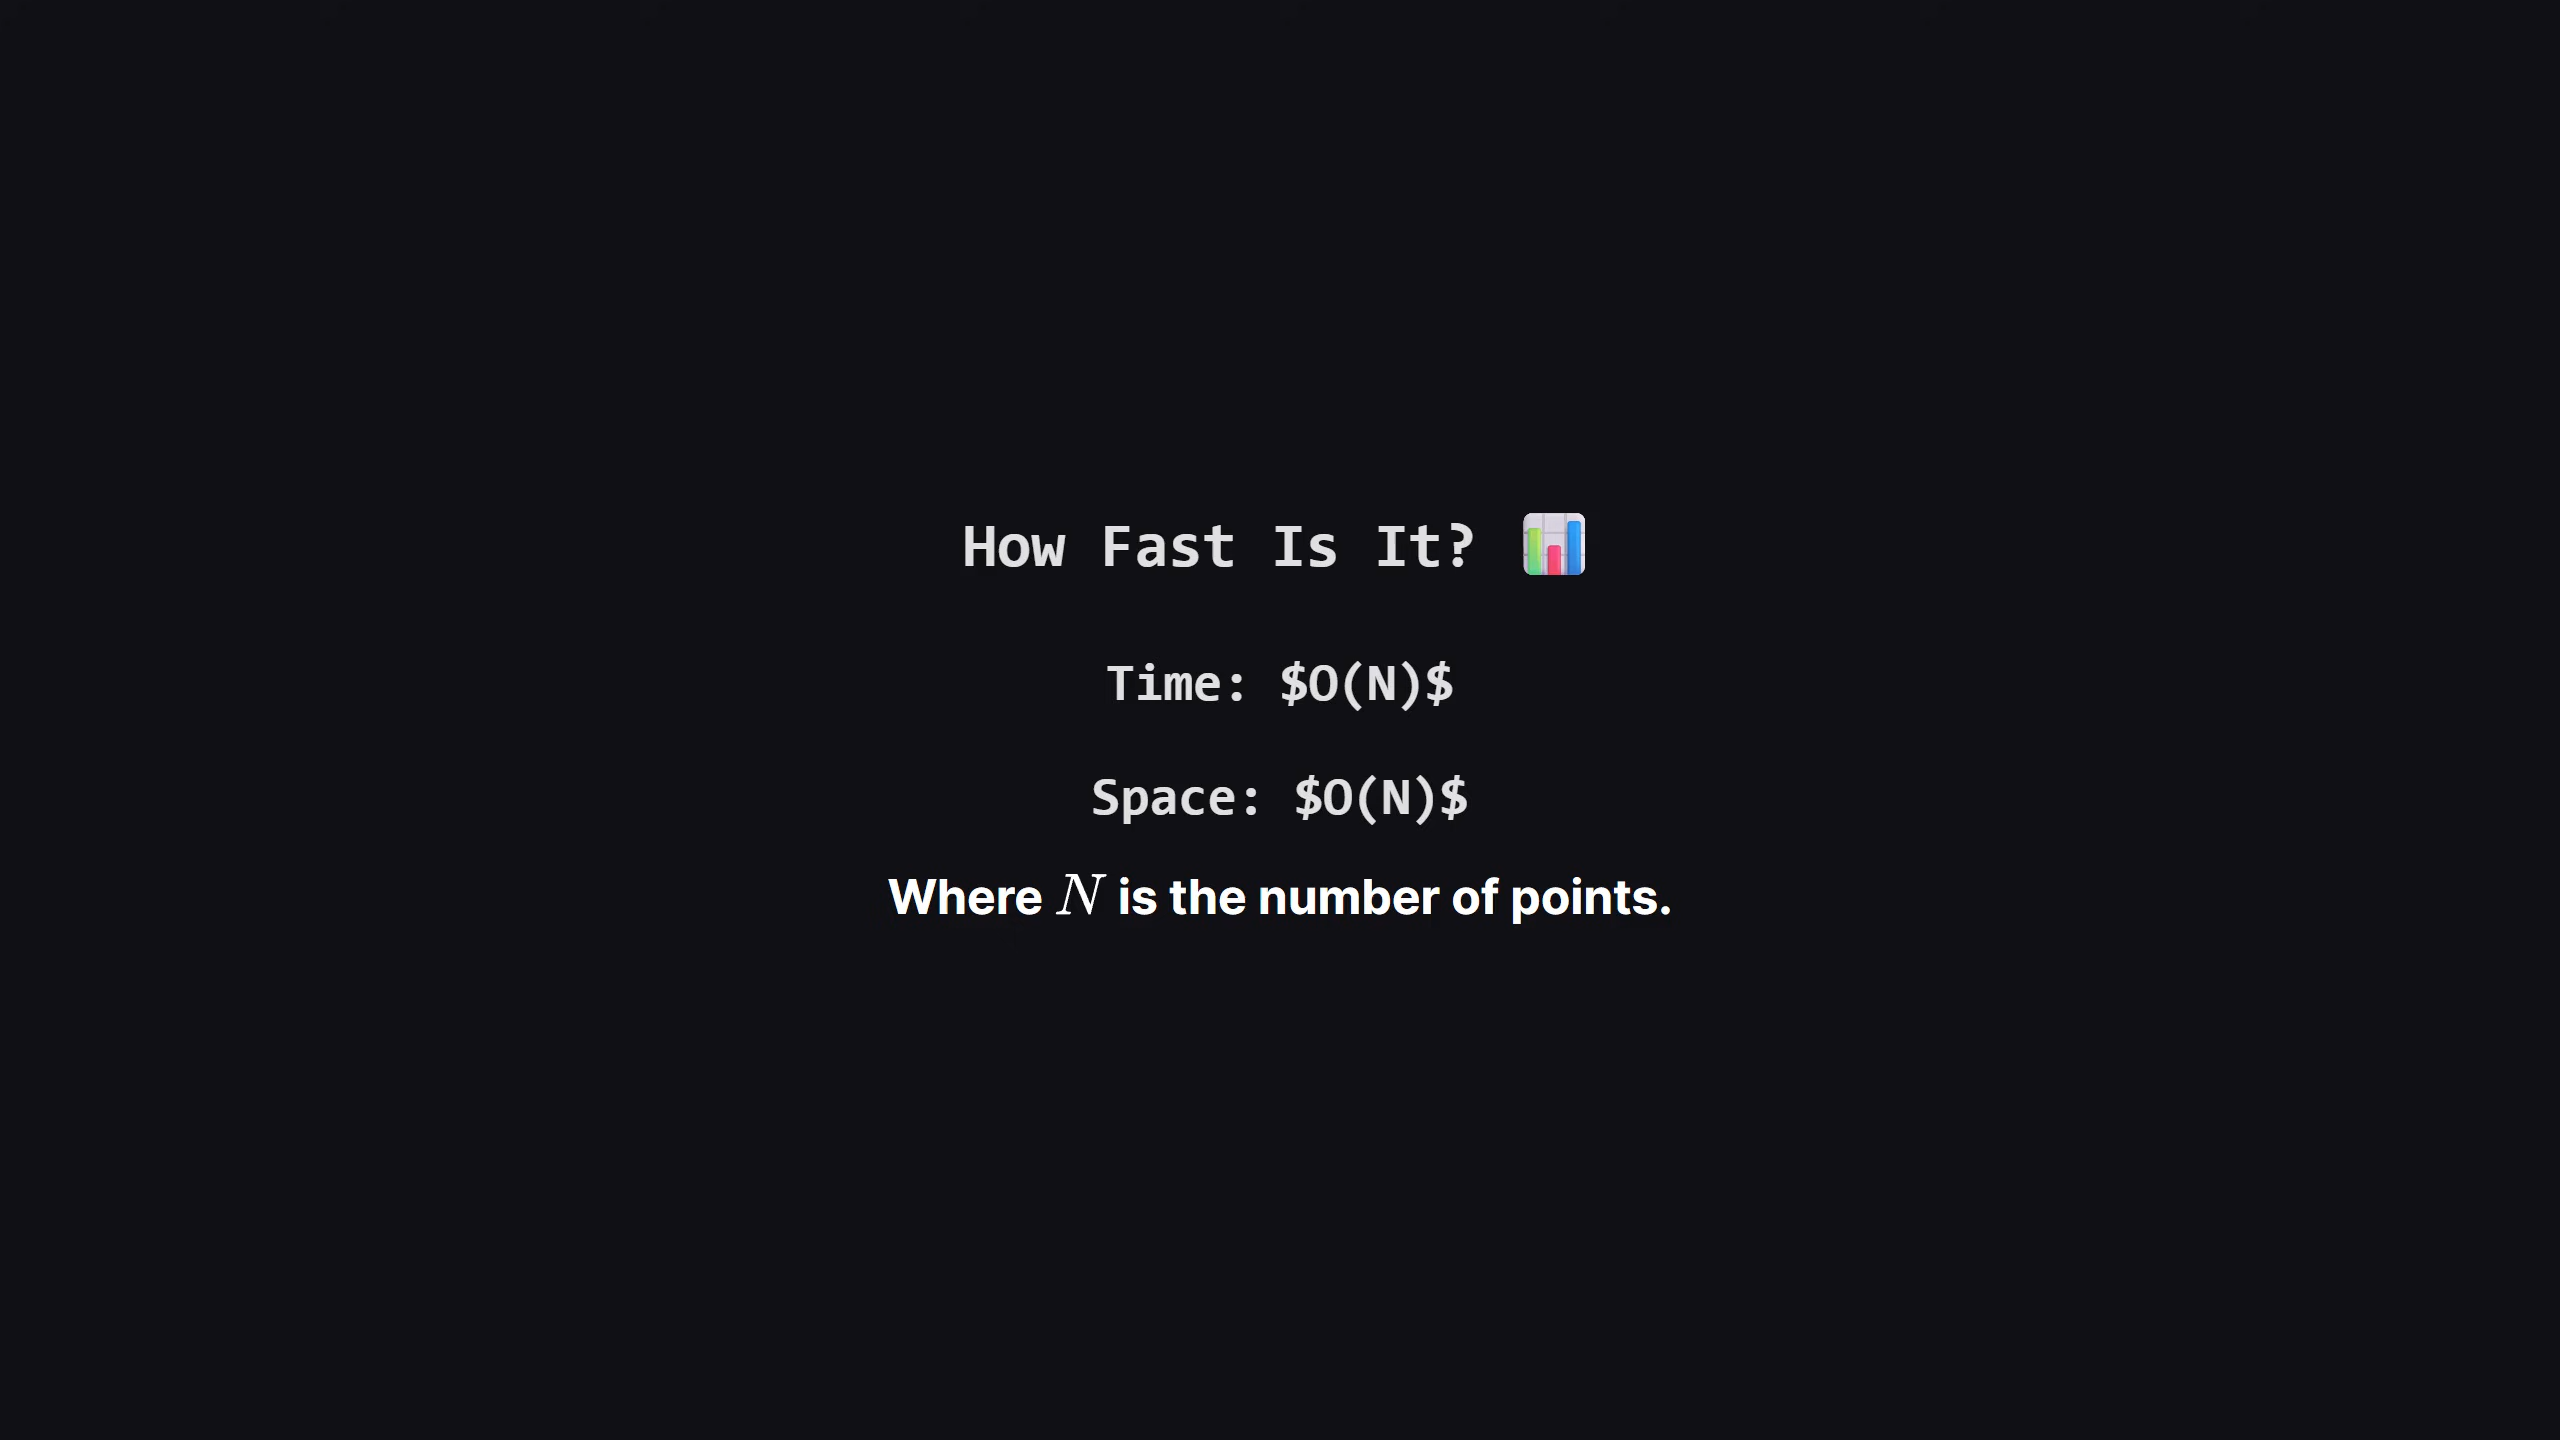 How Fast Is It? 📊
Time: $O(N)$
Space: $O(N)$
Where N is the number of points.